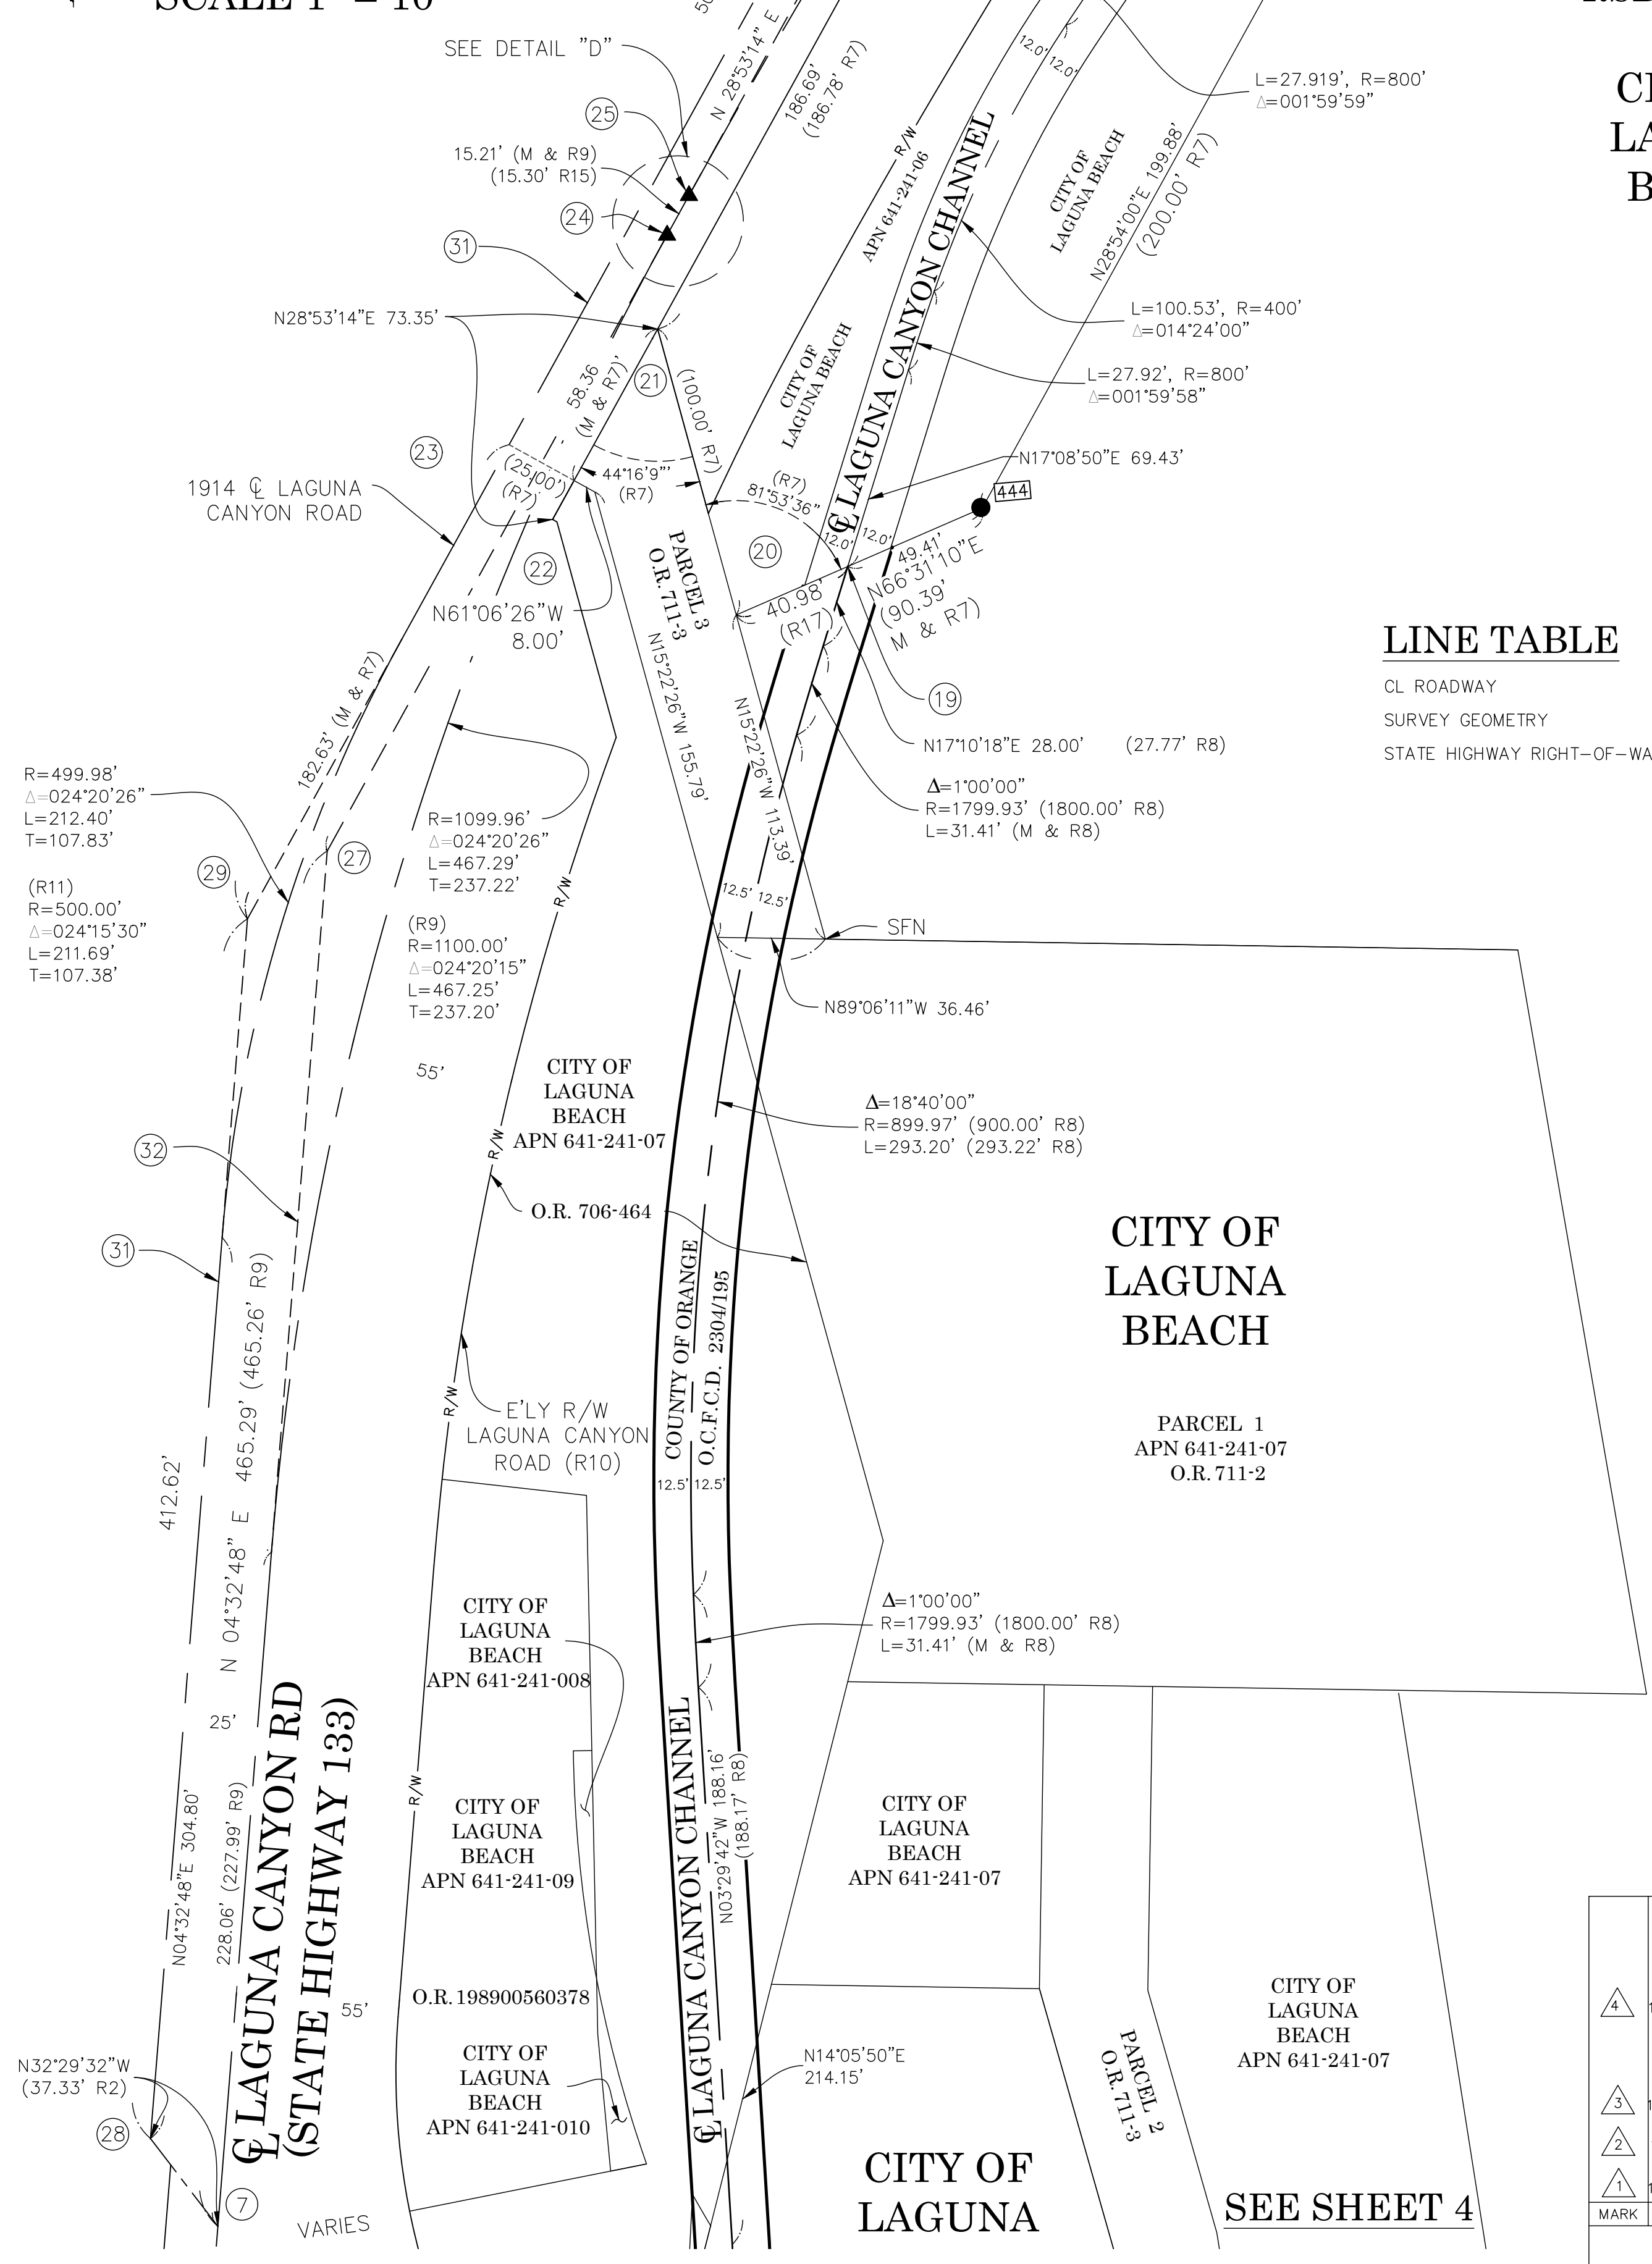 SCALE 1" = 10
SEE DETAIL "D"
N 28°53'14" E
186.69'
(186.78' R7)
12.0'
12.0'
L=27.919', R=800'
Δ=001°59'59"
25
15.21' (M & R9)
(15.30' R15)
24
31
R/W
APN 641-241-06
CITY OF
LAGUNA BEACH
N28°54'00"E 199.88'
(200.00' R7)
℄ LAGUNA CANYON CHANNEL
L=100.53', R=400'
Δ=014°24'00"
N28°53'14"E 73.35'
L=27.92', R=800'
Δ=001°59'58"
CITY OF
LAGUNA BEACH
58.36
(M & R7)'
21
(100.00' R7)
23
(25.00')
(R7)
44°16'9"'
(R7)
(R7)
81°53'36"
N17°08'50"E 69.43'
444
1914 ℄ LAGUNA
CANYON ROAD
12.0'
12.0'
49.41'
N66°31'10"E
(90.39'
M & R7)
20
22
PARCEL 3
O.R. 711-3
40.98'
(R17)
N61°06'26"W
8.00'
LINE TABLE
CL ROADWAY
SURVEY GEOMETRY
STATE HIGHWAY RIGHT-OF-WA
182.63' (M & R7)
N15°22'26"W 155.79'
N15°22'26"W 113.39'
19
N17°10'18"E 28.00' (27.77' R8)
Δ=1°00'00"
R=1799.93' (1800.00' R8)
L=31.41' (M & R8)
R=499.98'
Δ=024°20'26"
L=212.40'
T=107.83'
R=1099.96'
Δ=024°20'26"
L=467.29'
T=237.22'
29
27
R/W
(R11)
R=500.00'
Δ=024°15'30"
L=211.69'
T=107.38'
(R9)
R=1100.00'
Δ=024°20'15"
L=467.25'
T=237.20'
12.5' 12.5'
SFN
N89°06'11"W 36.46'
55'
CITY OF
LAGUNA
BEACH
APN 641-241-07
Δ=18°40'00"
R=899.97' (900.00' R8)
L=293.20' (293.22' R8)
32
R/W
O.R. 706-464
31
CITY OF
LAGUNA
BEACH
COUNTY OF ORANGE
O.C.F.C.D. 2304/195
R/W
E'LY R/W
LAGUNA CANYON
ROAD (R10)
PARCEL 1
APN 641-241-07
O.R. 711-2
12.5' 12.5'
412.62'
N 04°32'48" E 465.29' (465.26' R9)
CITY OF
LAGUNA
BEACH
APN 641-241-008
Δ=1°00'00"
R=1799.93' (1800.00' R8)
L=31.41' (M & R8)
25'
℄ LAGUNA CANYON RD
(STATE HIGHWAY 133)
N04°32'48"E 304.80'
228.06' (227.99' R9)
R/W
CITY OF
LAGUNA
BEACH
APN 641-241-09
℄ LAGUNA CANYON CHANNEL
N03°29'42"W 188.16'
(188.17' R8)
CITY OF
LAGUNA
BEACH
APN 641-241-07
O.R. 198900560378
55'
CITY OF
LAGUNA
BEACH
APN 641-241-07
4
N32°29'32"W
(37.33' R2)
CITY OF
LAGUNA
BEACH
APN 641-241-010
N14°05'50"E
214.15'
PARCEL 2
O.R. 711-3
3
28
2
7
CITY OF
LAGUNA
SEE SHEET 4
1
MARK
VARIES